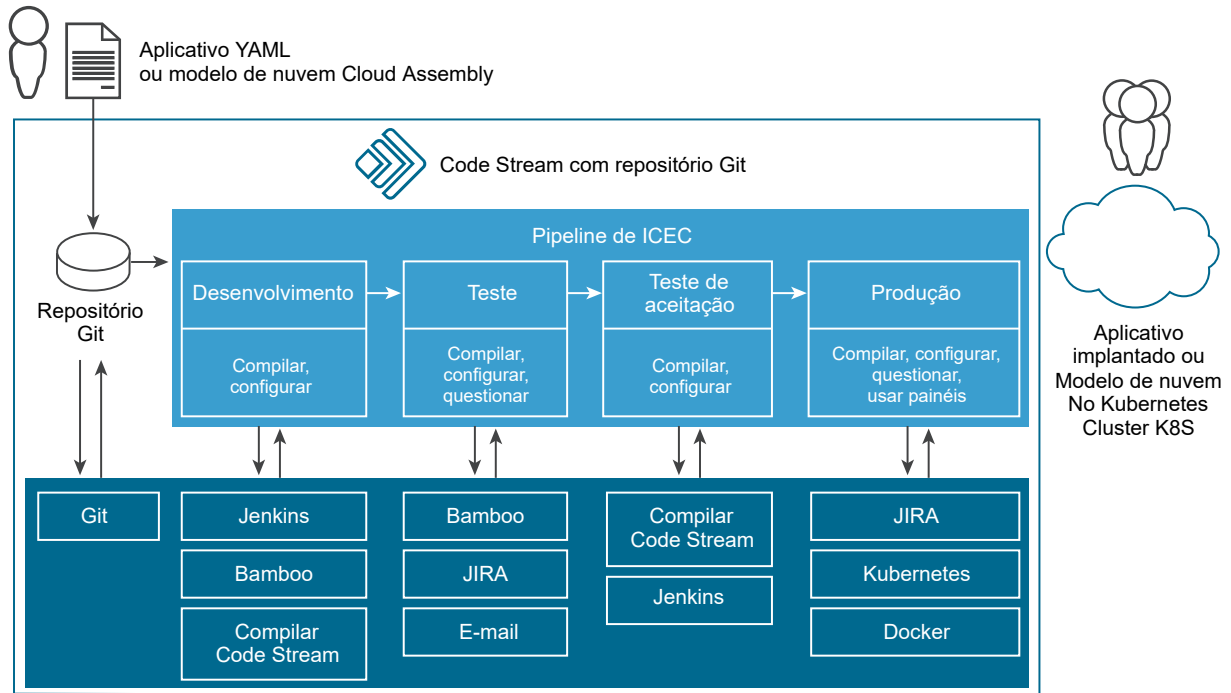 Aplicativo YAML
ou modelo de nuvem Cloud Assembly
Code Stream com repositório Git
Pipeline de ICEC
Repositório
Git
Desenvolvimento
Compilar,
configurar
Teste
Compilar,
configurar,
questionar
Teste de
aceitação
Compilar,
configurar
Produção
Compilar, configurar,
questionar,
usar painéis
Aplicativo
implantado ou
Modelo de nuvem
No Kubernetes
Cluster K8S
Git
Jenkins
Bamboo
Compilar
Code Stream
Bamboo
JIRA
E-mail
Compilar
Code Stream
Jenkins
JIRA
Kubernetes
Docker